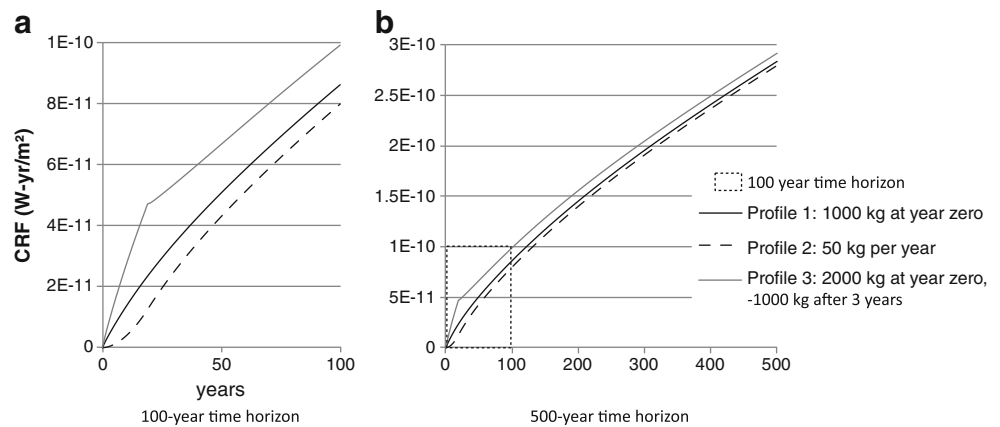 a
1E-10
8E-11
6E-11
4E-11
2E-11
0
CRF (W-yr/m²)
0 50 100
years
100-year time horizon
b
3E-10
2.5E-10
2E-10
1.5E-10
1E-10
5E-11
0
0 100 200 300 400 500
500-year time horizon
100 year time horizon
Profile 1: 1000 kg at year zero
Profile 2: 50 kg per year
Profile 3: 2000 kg at year zero,
-1000 kg after 3 years